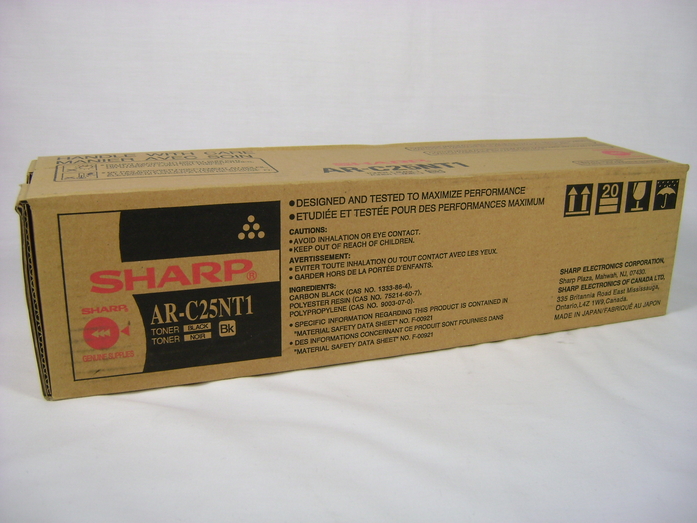 HANDLE WITH CARE
MANIER AVEC SOIN
SHARP
AR-C25NT1
SHARP®
AR-C25NT1
TONER BLACK
TONER NOIR
Bk
SHARP
GENUINE SUPPLIES
•DESIGNED AND TESTED TO MAXIMIZE PERFORMANCE
•ETUDIÉE ET TESTÉE POUR DES PERFORMANCES MAXIMUM
CAUTIONS:
•AVOID INHALATION OR EYE CONTACT.
•KEEP OUT OF REACH OF CHILDREN.
AVERTISSEMENT:
• EVITER TOUTE INHALATION OU TOUT CONTACT AVEC LES YEUX.
• GARDER HORS DE LA PORTÉE D'ENFANTS.
INGREDIENTS:
CARBON BLACK (CAS NO. 1333-86-4),
POLYESTER RESIN (CAS NO. 75214-60-7),
POLYPROPYLENE (CAS NO. 9003-07-0).
• SPECIFIC INFORMATION REGARDING THIS PRODUCT IS CONTAINED IN
"MATERIAL SAFETY DATA SHEET" NO. F-00921
• DES INFORMATIONS CONCERNANT CE PRODUIT SONT FOURNIES DANS
"MATERIAL SAFETY DATA SHEET" NO. F-00921
20
SHARP ELECTRONICS CORPORATION,
Sharp Plaza, Mahwah, NJ, 07430.
SHARP ELECTRONICS OF CANADA LTD.
335 Britannia Road East Mississauga,
Ontario.L4Z 1W9,Canada.
MADE IN JAPAN/FABRIQUÉ AU JAPON